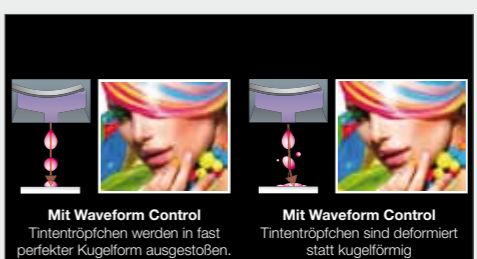 Mit Waveform Control
Tintentröpfchen werden in fast
perfekter Kugelform ausgestoßen.
Mit Waveform Control
Tintentröpfchen sind deformiert
statt kugelförmig